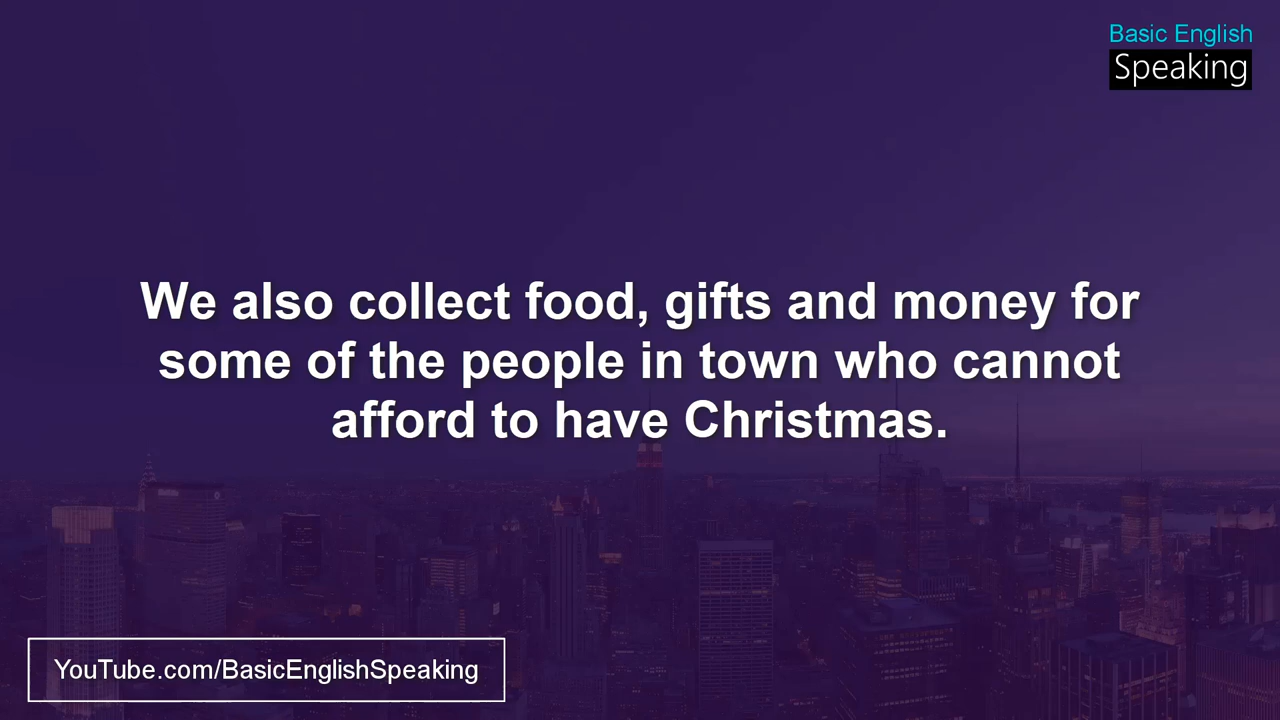 Basic English
Speaking
We also collect food, gifts and money for
some of the people in town who cannot
afford to have Christmas.
YouTube.com/BasicEnglishSpeaking